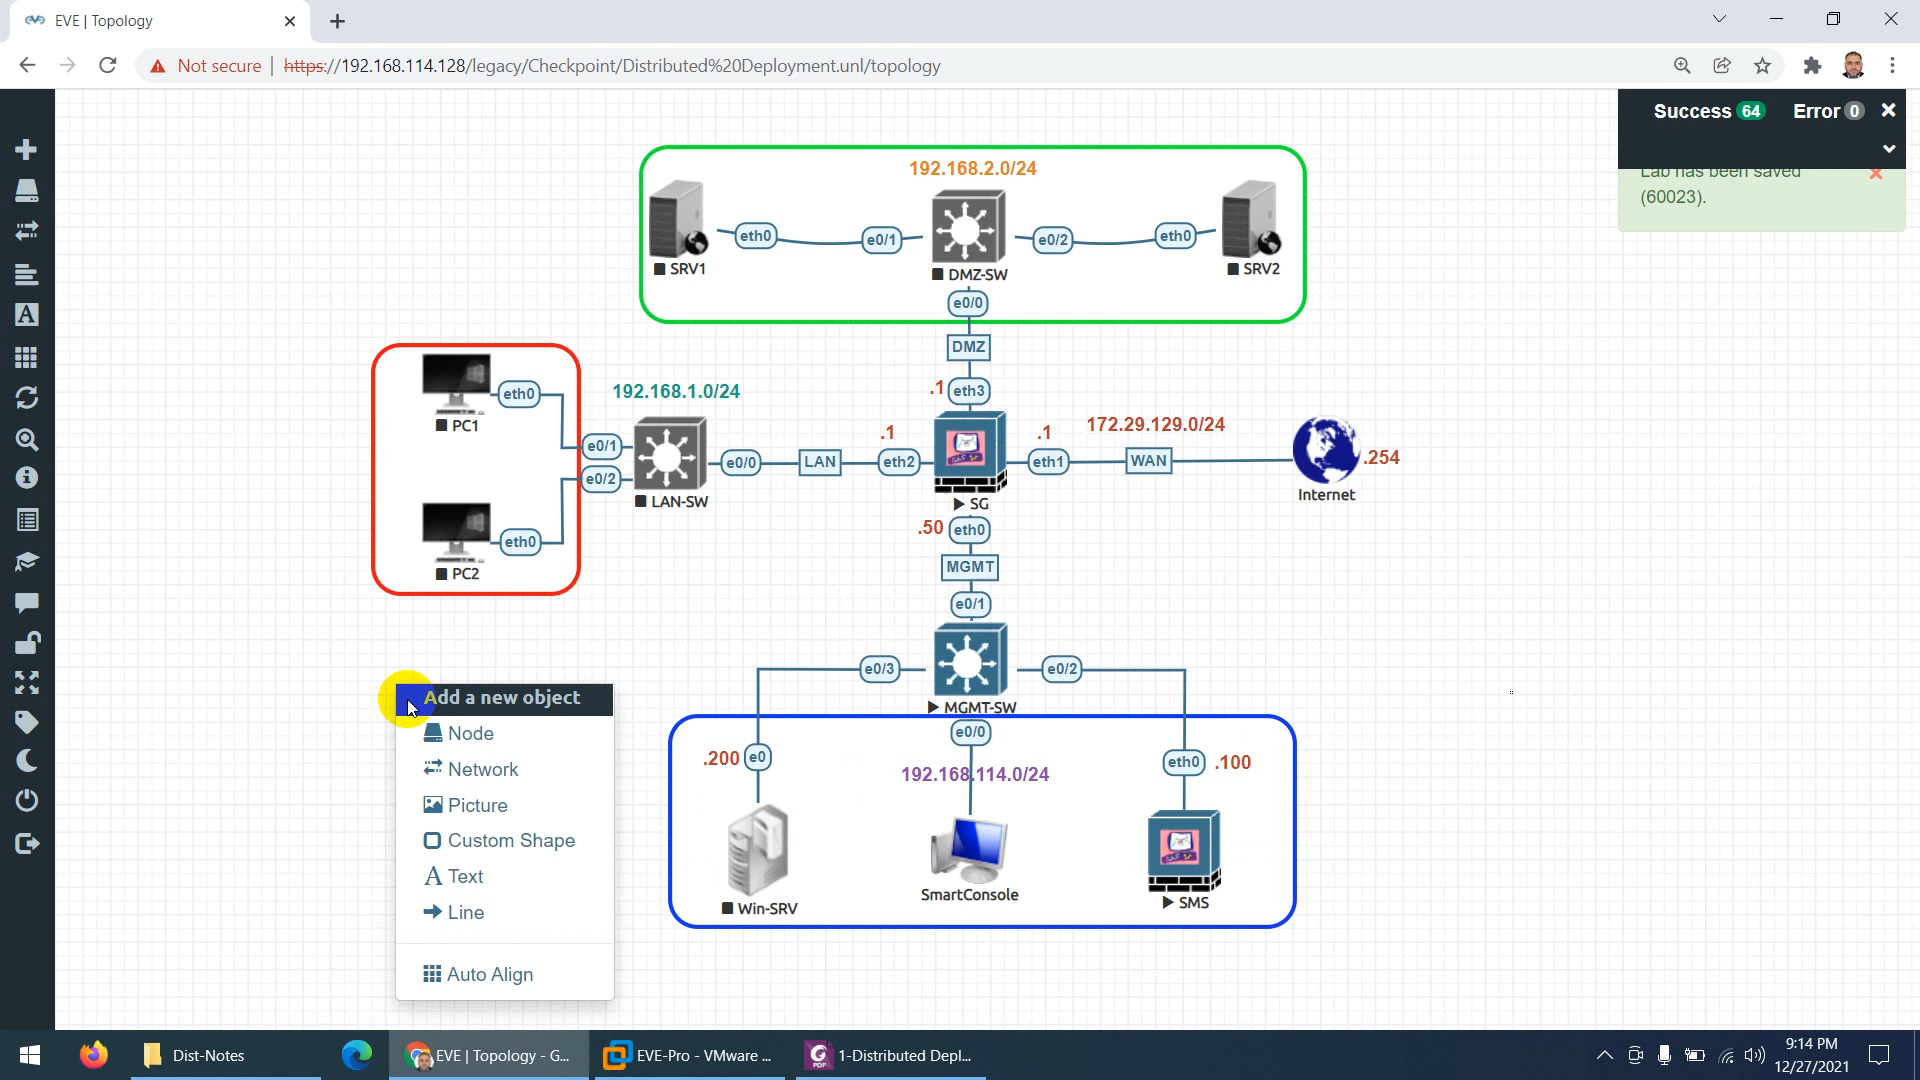 EVE | Topology
Not secure | https://192.168.114.128/legacy/Checkpoint/Distributed%20Deployment.unl/topology
Success 64 Error 0
Lab has been saved
(60023).
192.168.2.0/24
eth0
e0/1
e0/2
eth0
SRV1
DMZ-SW
SRV2
e0/0
DMZ
.1
eth3
eth0
PC1
192.168.1.0/24
e0/1
e0/2
LAN-SW
e0/0
LAN
.1
eth2
SG
.1
eth1
172.29.129.0/24
WAN
.254
Internet
eth0
PC2
.50
eth0
MGMT
e0/1
e0/3
e0/2
MGMT-SW
e0/0
.200
e0
192.168.114.0/24
eth0
.100
Win-SRV
SmartConsole
SMS
Add a new object
Node
Network
Picture
Custom Shape
A Text
Line
Auto Align
Dist-Notes
EVE | Topology - G...
EVE-Pro - VMware ...
1-Distributed Depl...
9:14 PM
12/27/2021